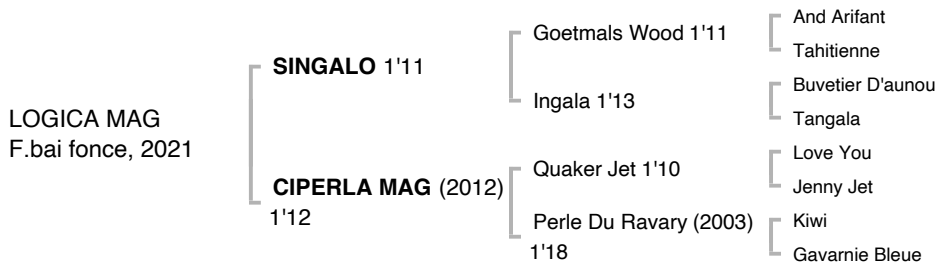 LOGICA MAG
F.bai fonce, 2021
SINGALO 1'11
CIPERLA MAG (2012)
1'12
Goetmals Wood 1'11
Ingala 1'13
Quaker Jet 1'10
Perle Du Ravary (2003)
1'18
And Arifant
Tahitienne
Buvetier D'aunou
Tangala
Love You
Jenny Jet
Kiwi
Gavarnie Bleue